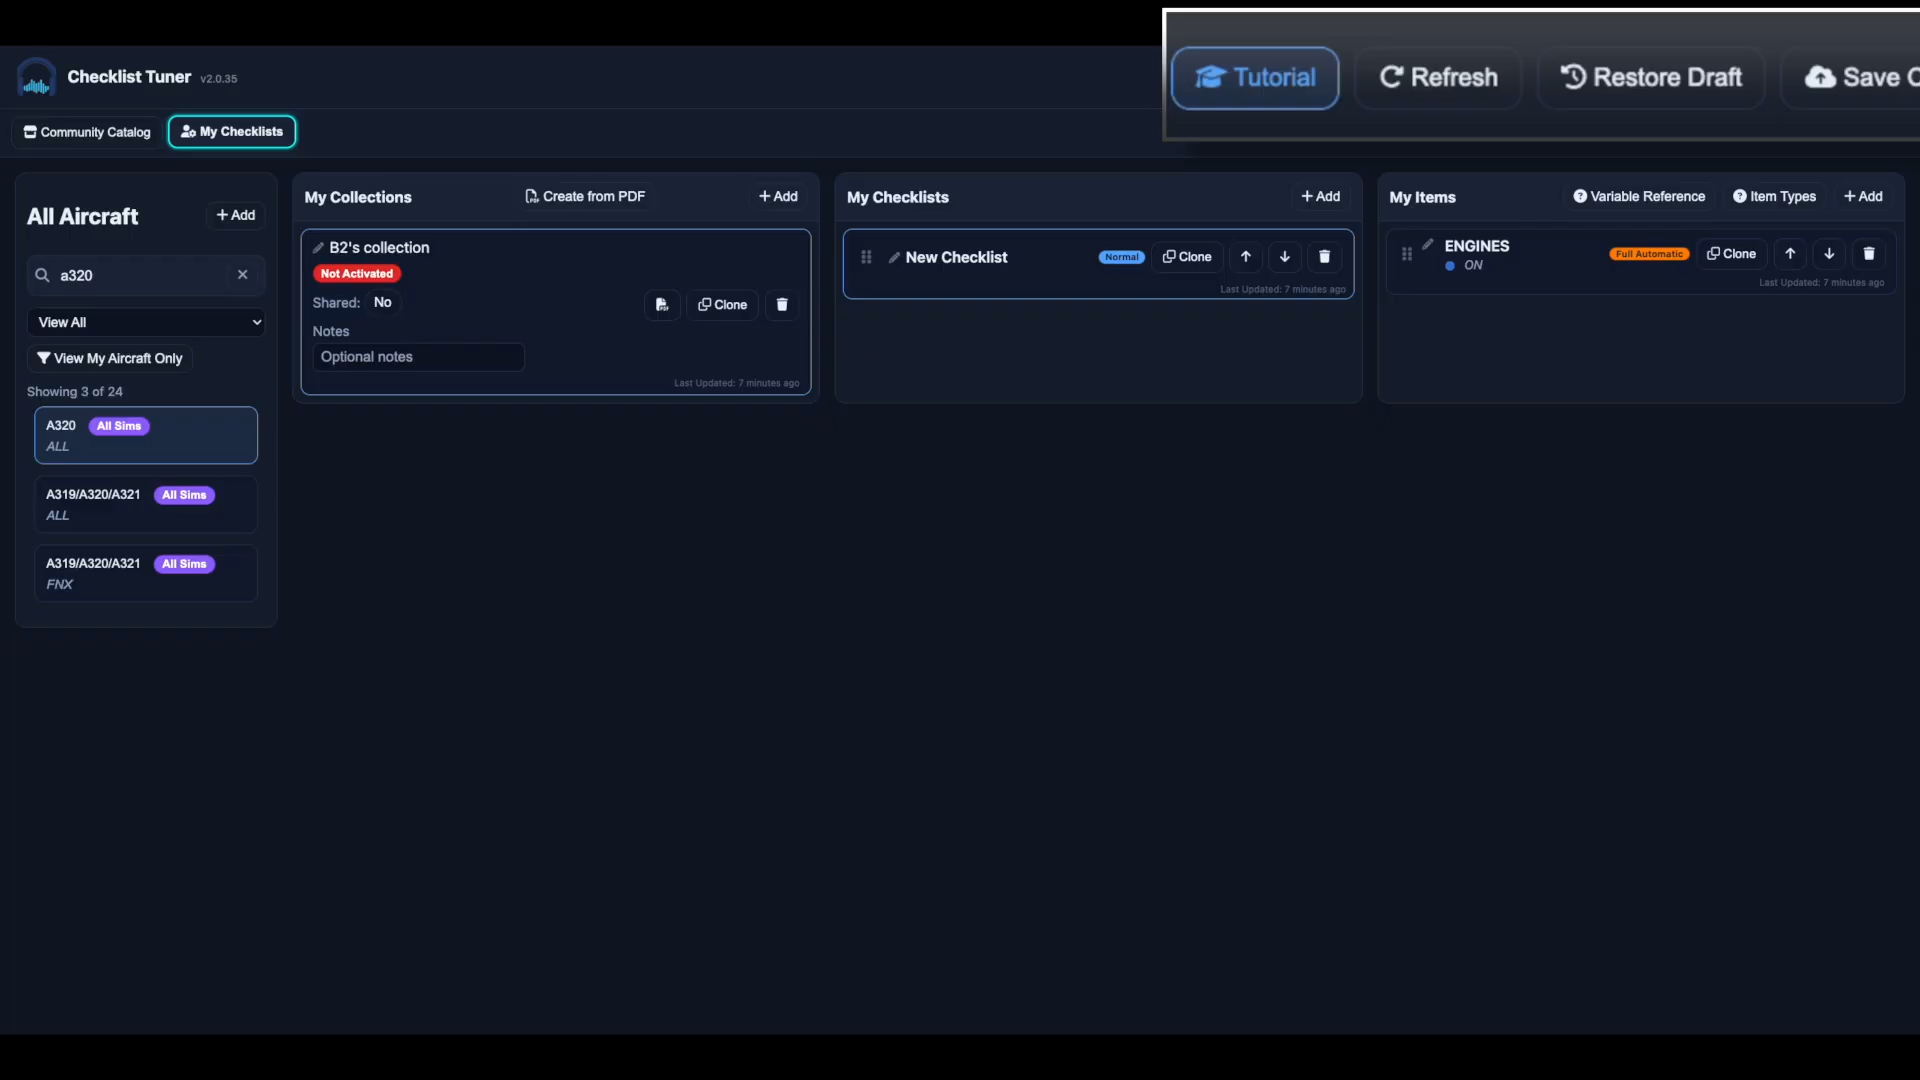 Checklist Tuner v2.0.35
Tutorial
Refresh
Restore Draft
Save
Community Catalog
My Checklists
All Aircraft
+ Add
a320
View All
View My Aircraft Only
Showing 3 of 24
A320 All Sims
ALL
A319/A320/A321 All Sims
ALL
A319/A320/A321 All Sims
FNX
My Collections
Create from PDF
+ Add
B2's collection
Not Activated
Shared: No
Clone
Notes
Optional notes
Last Updated: 7 minutes ago
My Checklists
+ Add
New Checklist
Normal
Clone
Last Updated: 7 minutes ago
My Items
Variable Reference
Item Types
+ Add
ENGINES
ON
Full Automatic
Clone
Last Updated: 7 minutes ago